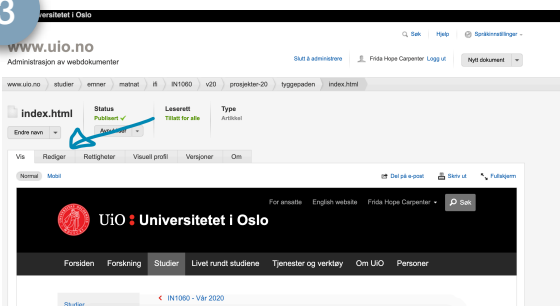 3
Universitetet i Oslo
Søk Hjelp Språkinnstillinger
www.uio.no
Administrasjon av webdokumenter
Slutt å administrere Frida Hope Carpenter Logg ut Nytt dokument
www.uio.no studier emner matnat ifi IN1060 v20 prosjekter-20 tyggepaden index.html
index.html
Status Leserett Type
Publisert Tillatt for alle Artikkel
Endre navn
Vis Rediger Rettigheter Visuell profil Versjoner Om
Normal Mobil Del på e-post Skriv ut Fullskjerm
For ansatte English website Frida Hope Carpenter Søk
UiO Universitetet i Oslo
Forsiden Forskning Studier Livet rundt studiene Tjenester og verktøy Om UiO Personer
IN1060 - Vår 2020
Studier